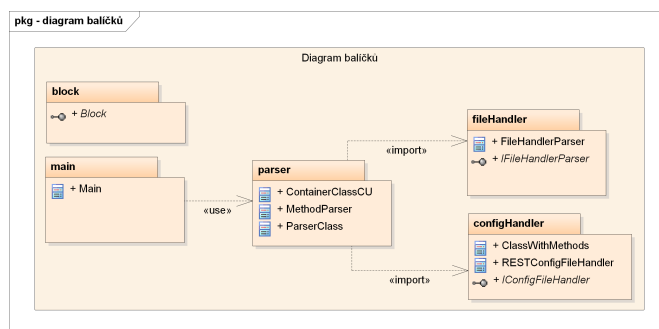 pkg - diagram balíčků
Diagram balíčků
block
+ Block
main
+ Main
«use»
parser
+ ContainerClassCU
+ MethodParser
+ ParserClass
«import»
«import»
fileHandler
+ FileHandlerParser
+ IFileHandlerParser
configHandler
+ ClassWithMethods
+ RESTConfigFileHandler
+ IConfigFileHandler